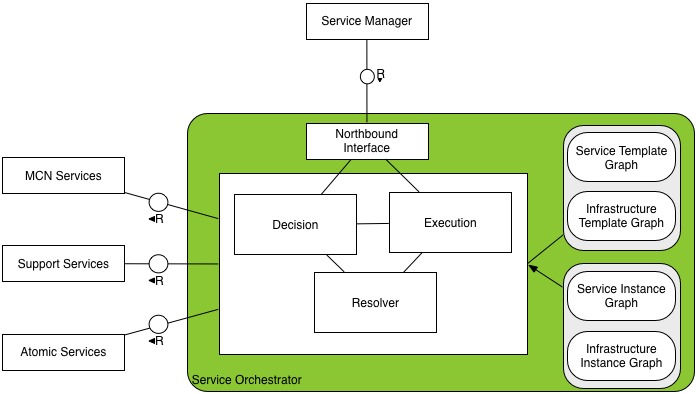 Service Manager
R
Northbound
Interface
Service Template
Graph
MCN Services
R
Infrastructure
Template Graph
Decision
Execution
Support Services
R
Service Instance
Graph
Resolver
Atomic Services
R
Infrastructure
Instance Graph
Service Orchestrator